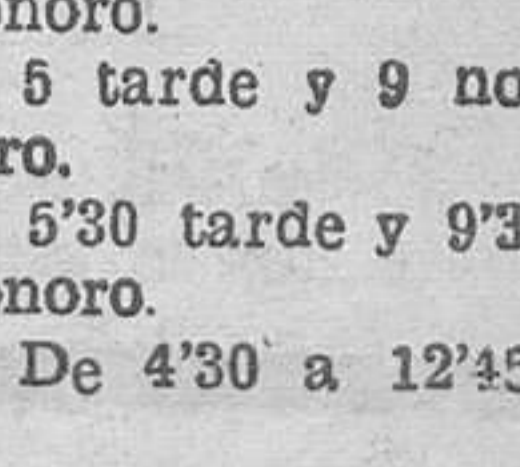 noro.
5 tarde y 9 no
ro.
5'30 tarde y 9'3
noro.
De 4'30 a 12'45